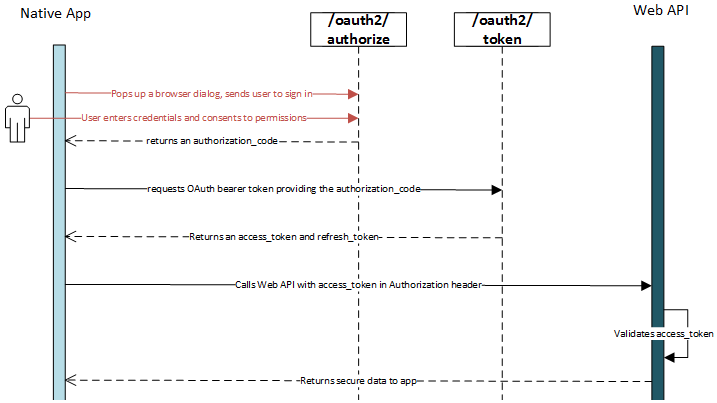 Native App
/oauth2/
authorize
/oauth2/
token
Web API
Pops up a browser dialog, sends user to sign in
User enters credentials and consents to permissions
returns an authorization_code
requests OAuth bearer token providing the authorization_code
Returns an access_token and refresh_token
Calls Web API with access_token in Authorization header
Validates access_token
Returns secure data to app